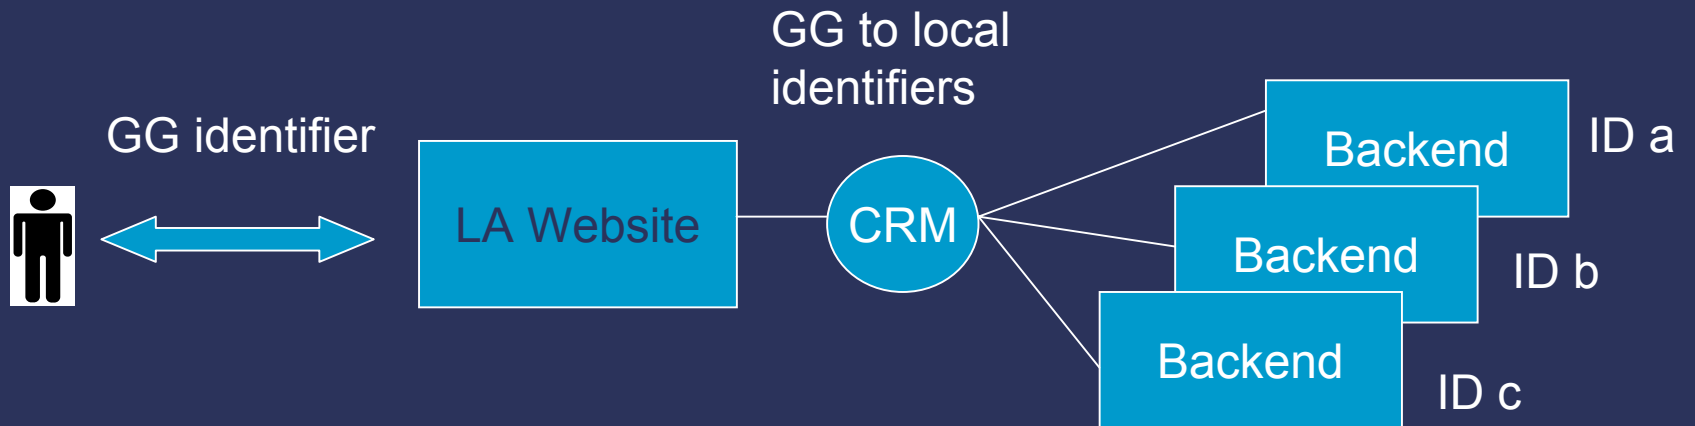 GG to local
identifiers
GG identifier
LA Website
CRM
Backend
ID a
Backend
ID b
Backend
ID c